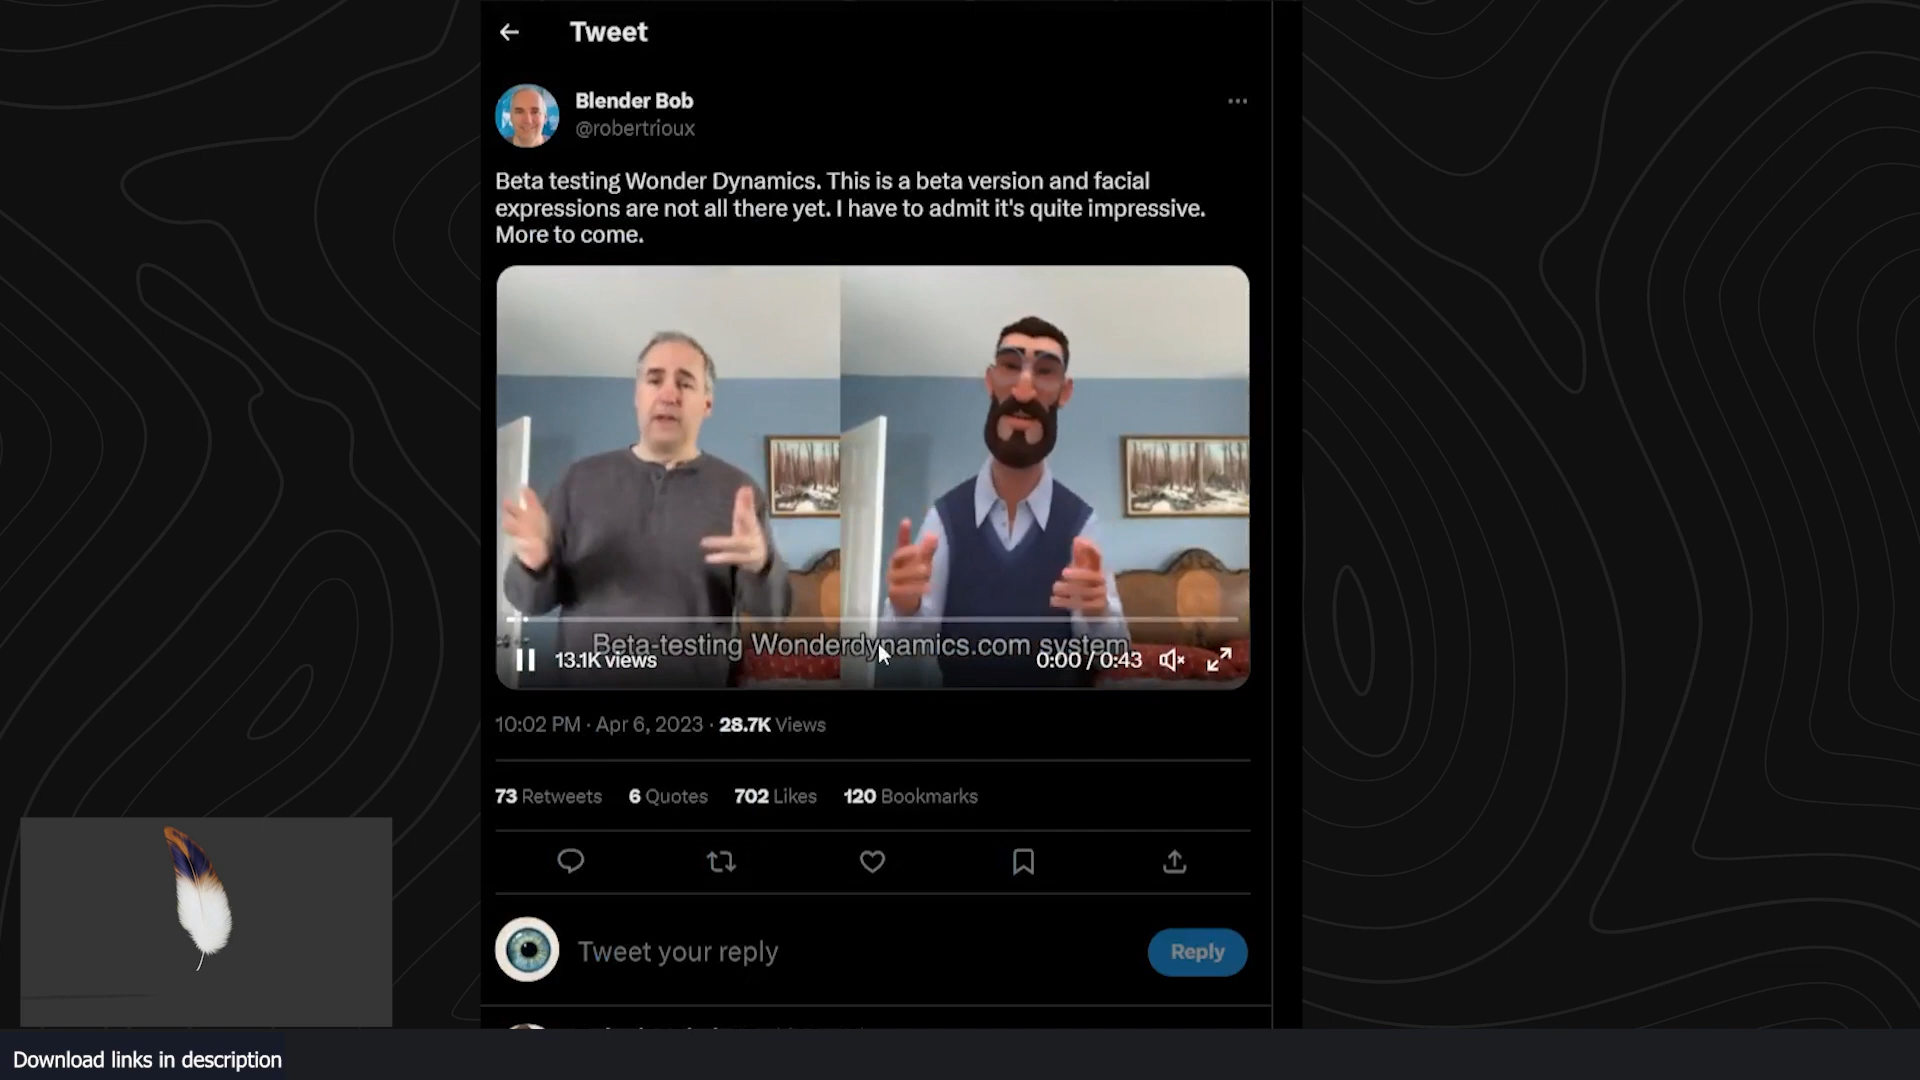 Tweet
Blender Bob
@robertrioux
Beta testing Wonder Dynamics. This is a beta version and facial
expressions are not all there yet. I have to admit it's quite impressive.
More to come.
Beta-testing Wonderdynamics.com system
13.1K views
0:00 / 0:43
10:02 PM · Apr 6, 2023 · 28.7K Views
73 Retweets 6 Quotes 702 Likes 120 Bookmarks
Tweet your reply
Reply
Download links in description